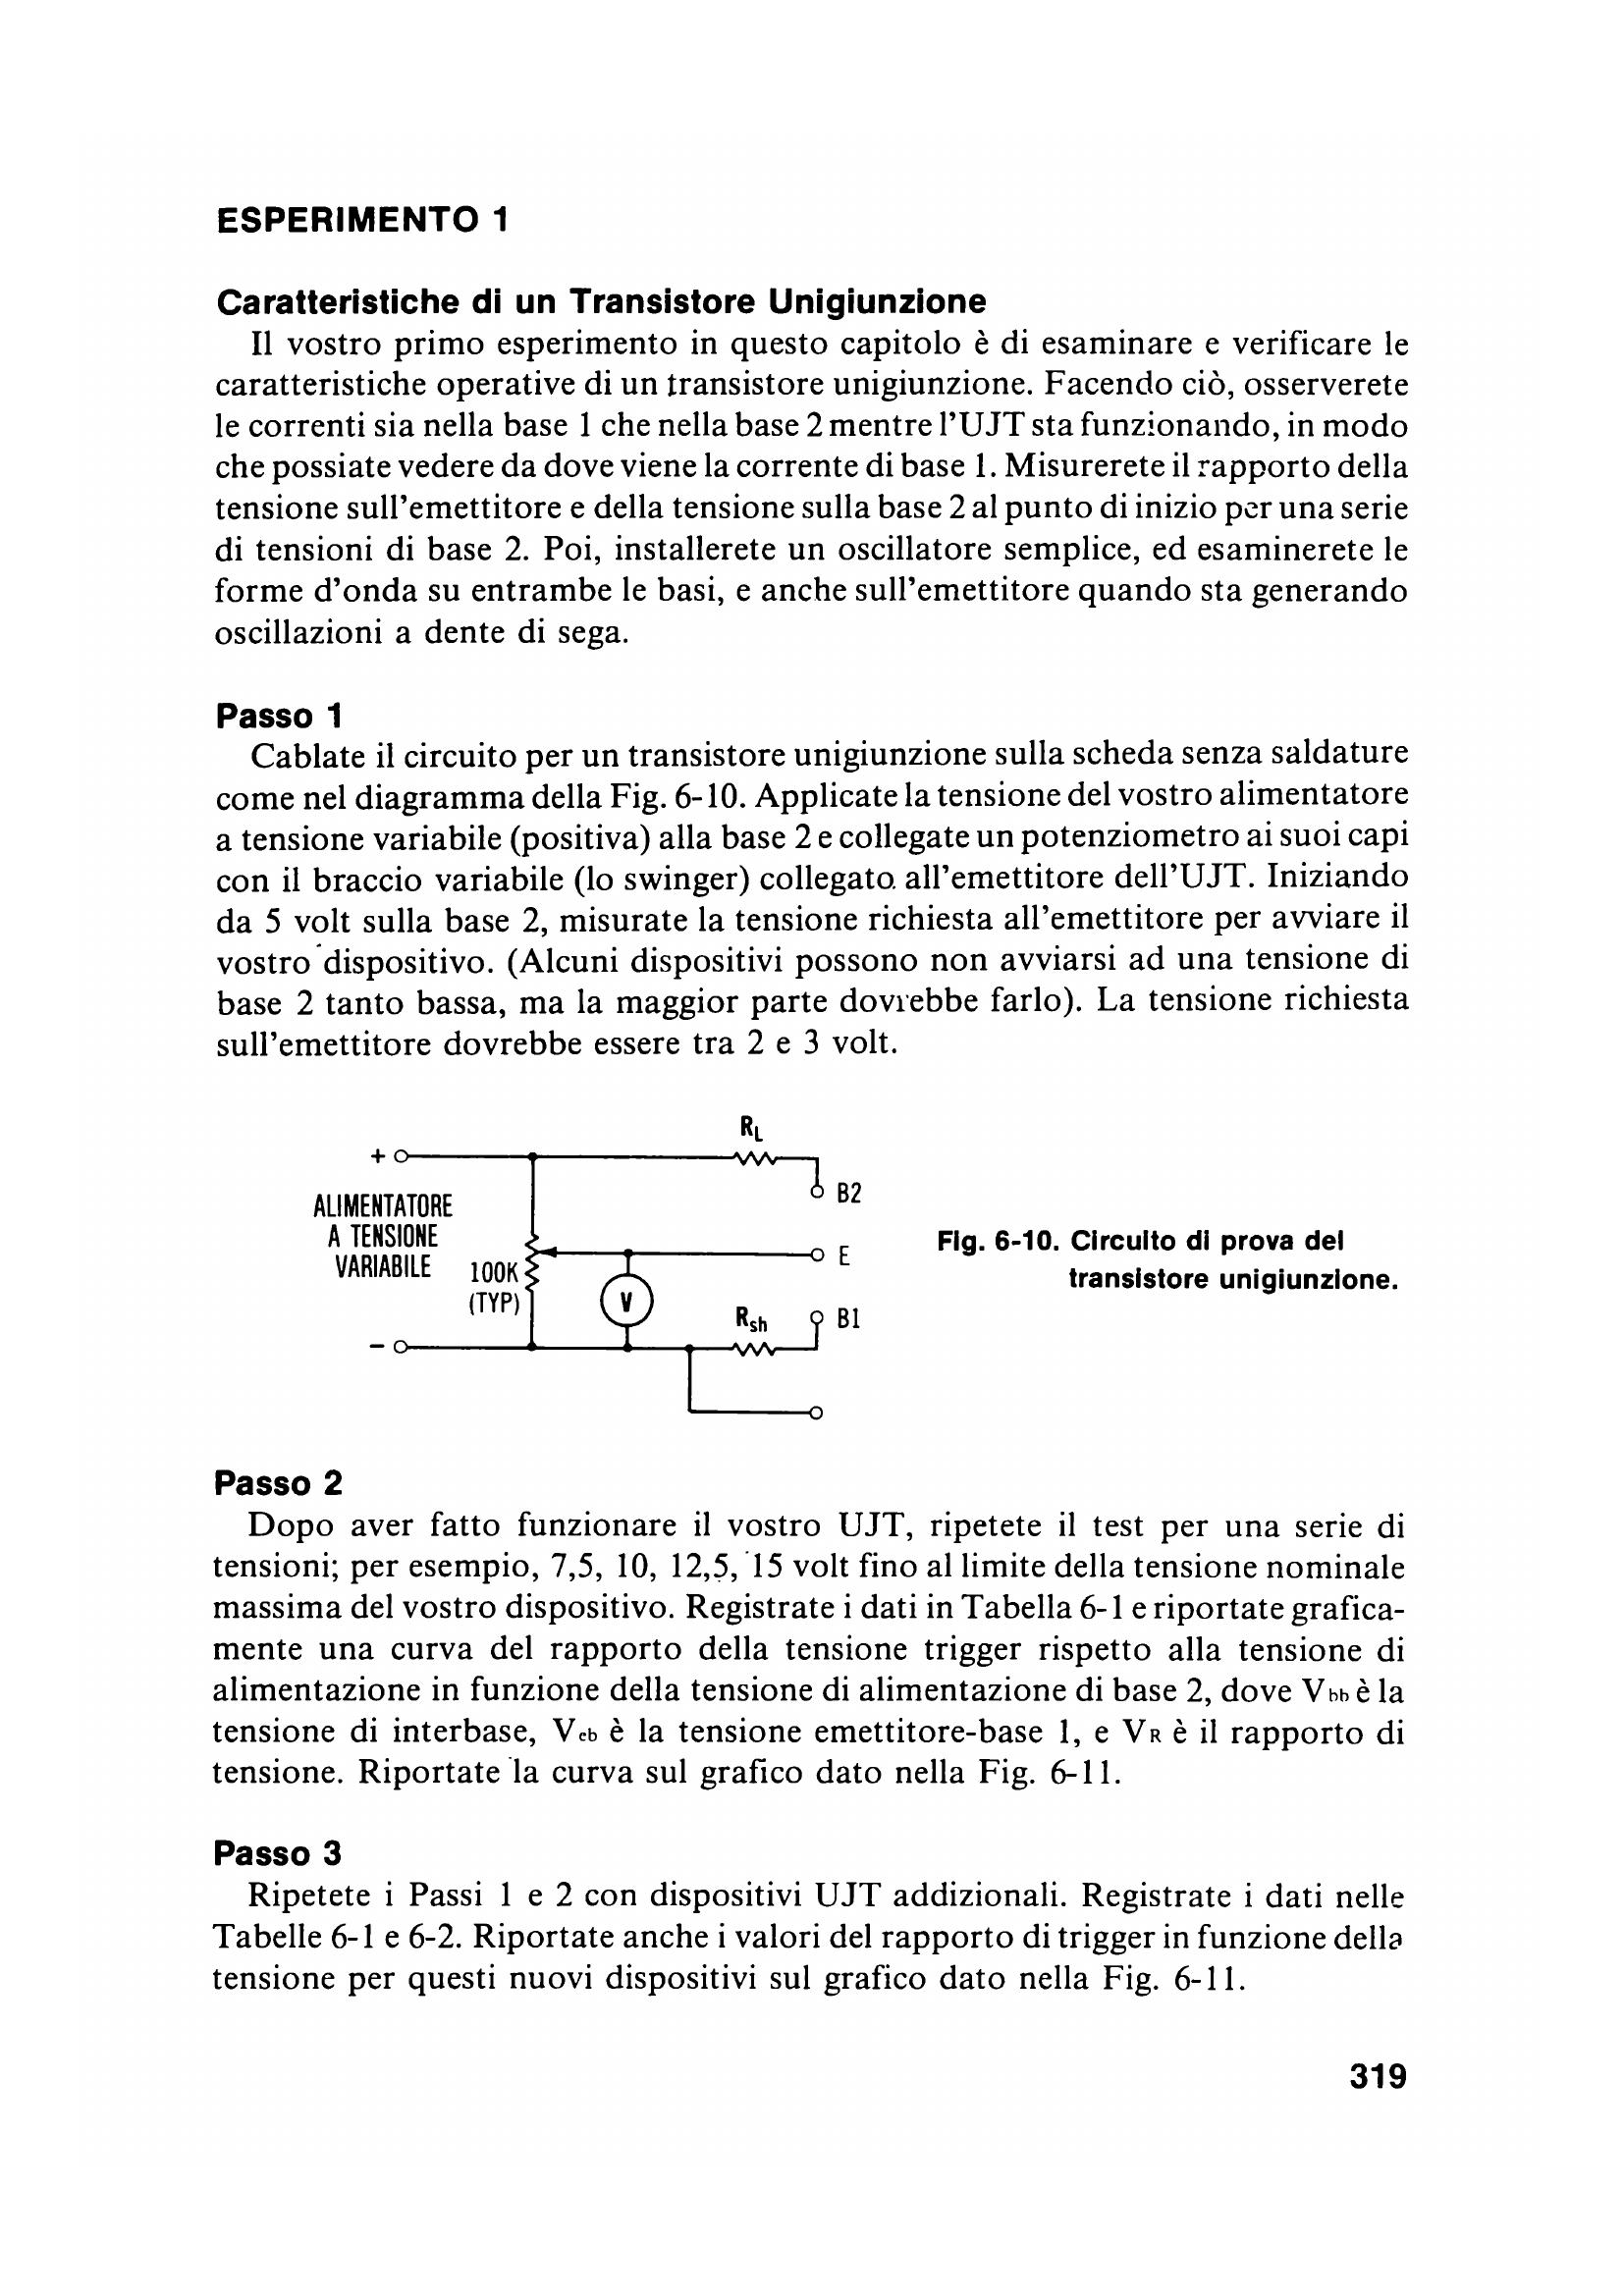 ESPERIMENTO 1
Caratteristiche di un Transistore Unigiunzione
Il vostro primo esperimento in questo capitolo è di esaminare e verificare le
caratteristiche operative di un transistore unigiunzione. Facendo ciò, osserverete
le correnti sia nella base 1 che nella base 2 mentre l'UJT sta funzionando, in modo
che possiate vedere da dove viene la corrente di base 1. Misurerete il rapporto della
tensione sull'emettitore e della tensione sulla base 2 al punto di inizio per una serie
di tensioni di base 2. Poi, installerete un oscillatore semplice, ed esaminerete le
forme d'onda su entrambe le basi, e anche sull'emettitore quando sta generando
oscillazioni a dente di sega.
Passo 1
Cablate il circuito per un transistore unigiunzione sulla scheda senza saldature
come nel diagramma della Fig. 6-10. Applicate la tensione del vostro alimentatore
a tensione variabile (positiva) alla base 2 e collegate un potenziometro ai suoi capi
con il braccio variabile (lo swinger) collegato all'emettitore dell'UJT. Iniziando
da 5 volt sulla base 2, misurate la tensione richiesta all'emettitore per avviare il
vostro dispositivo. (Alcuni dispositivi possono non avviarsi ad una tensione di
base 2 tanto bassa, ma la maggior parte dovrebbe farlo). La tensione richiesta
sull'emettitore dovrebbe essere tra 2 e 3 volt.
RL
+
B2
ALIMENTATORE
A TENSIONE
VARIABILE
100K
(TYP)
V
E
Rsh
B1
−
Fig. 6-10. Circuito di prova del
transistore unigiunzione.
Passo 2
Dopo aver fatto funzionare il vostro UJT, ripetete il test per una serie di
tensioni; per esempio, 7,5, 10, 12,5, 15 volt fino al limite della tensione nominale
massima del vostro dispositivo. Registrate i dati in Tabella 6-1 e riportate grafica-
mente una curva del rapporto della tensione trigger rispetto alla tensione di
alimentazione in funzione della tensione di alimentazione di base 2, dove Vbb è la
tensione di interbase, Veb è la tensione emettitore-base 1, e VR è il rapporto di
tensione. Riportate la curva sul grafico dato nella Fig. 6-11.
Passo 3
Ripetete i Passi 1 e 2 con dispositivi UJT addizionali. Registrate i dati nelle
Tabelle 6-1 e 6-2. Riportate anche i valori del rapporto di trigger in funzione della
tensione per questi nuovi dispositivi sul grafico dato nella Fig. 6-11.
319